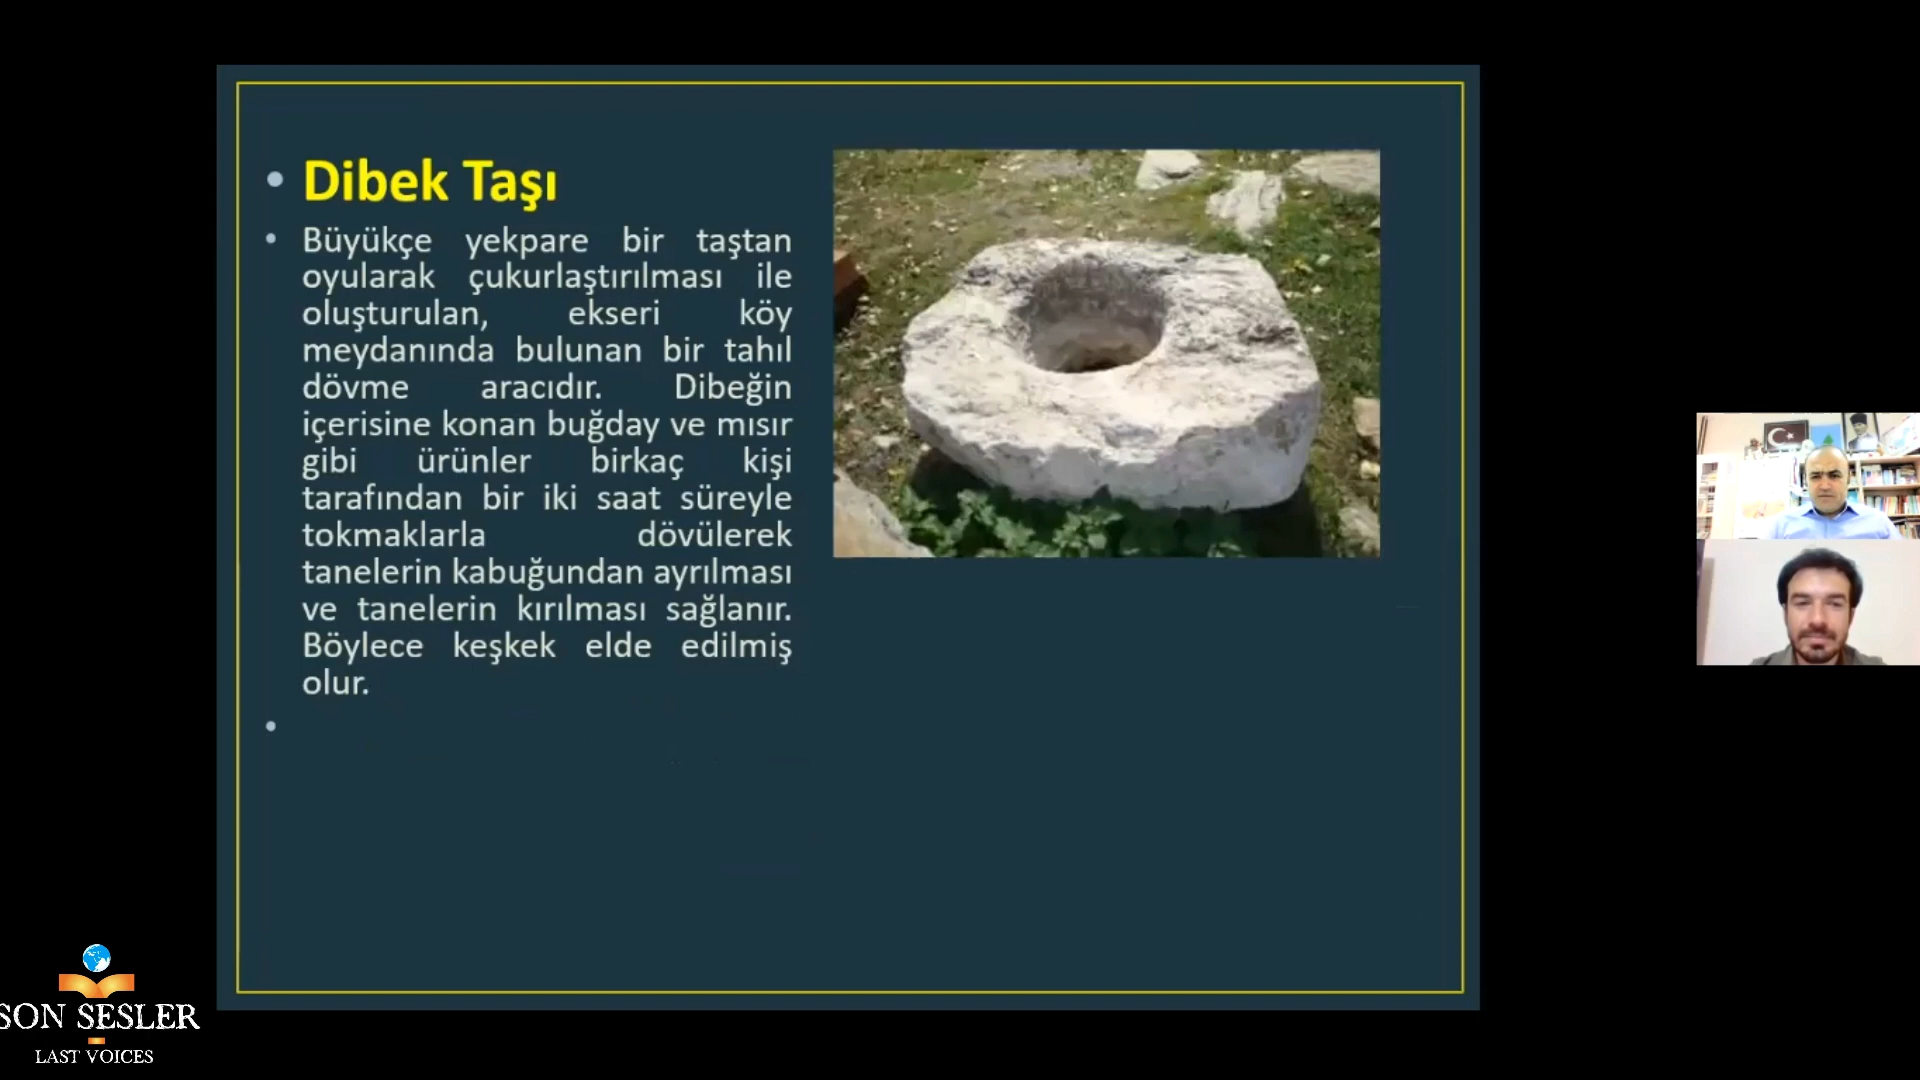 Dibek Taşı
Büyükçe yekpare bir taştan
oyularak çukurlaştırılması ile
oluşturulan, ekseri köy
meydanında bulunan bir tahıl
dövme aracıdır. Dibeğin
içerisine konan buğday ve mısır
gibi ürünler birkaç kişi
tarafından bir iki saat süreyle
tokmaklarla dövülerek
tanelerin kabuğundan ayrılması
ve tanelerin kırılması sağlanır.
Böylece keşkek elde edilmiş
olur.
SON SESLER
LAST VOICES